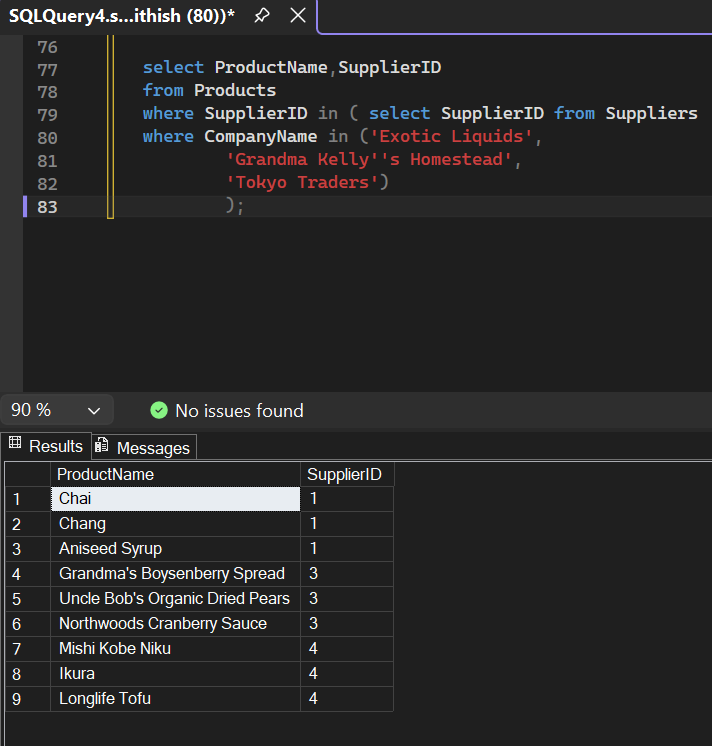 SQLQuery4.s...ithish (80))*
76
77 select ProductName,SupplierID
78 from Products
79 where SupplierID in ( select SupplierID from Suppliers
80 where CompanyName in ('Exotic Liquids',
81 'Grandma Kelly''s Homestead',
82 'Tokyo Traders')
83 );
90 % No issues found
Results Messages
ProductName SupplierID
1 Chai 1
2 Chang 1
3 Aniseed Syrup 1
4 Grandma's Boysenberry Spread 3
5 Uncle Bob's Organic Dried Pears 3
6 Northwoods Cranberry Sauce 3
7 Mishi Kobe Niku 4
8 Ikura 4
9 Longlife Tofu 4